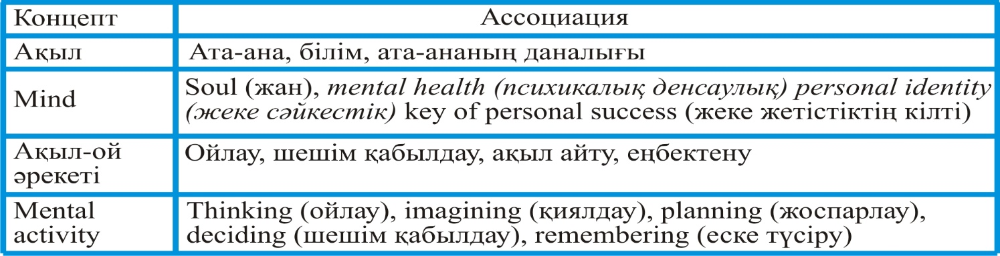 Концепт
Ассоциация
Ақыл
Ата-ана, білім, ата-ананың даналығы
Mind
Soul (жан), mental health (психикалық денсаулық) personal identity
(жеке сәйкестік) key of personal success (жеке жетістіктің кілті)
Ақыл-ой
әрекеті
Ойлау, шешім қабылдау, ақыл айту, еңбектену
Mental
activity
Thinking (ойлау), imagining (қиялдау), planning (жоспарлау),
deciding (шешім қабылдау), remembering (еске түсіру)